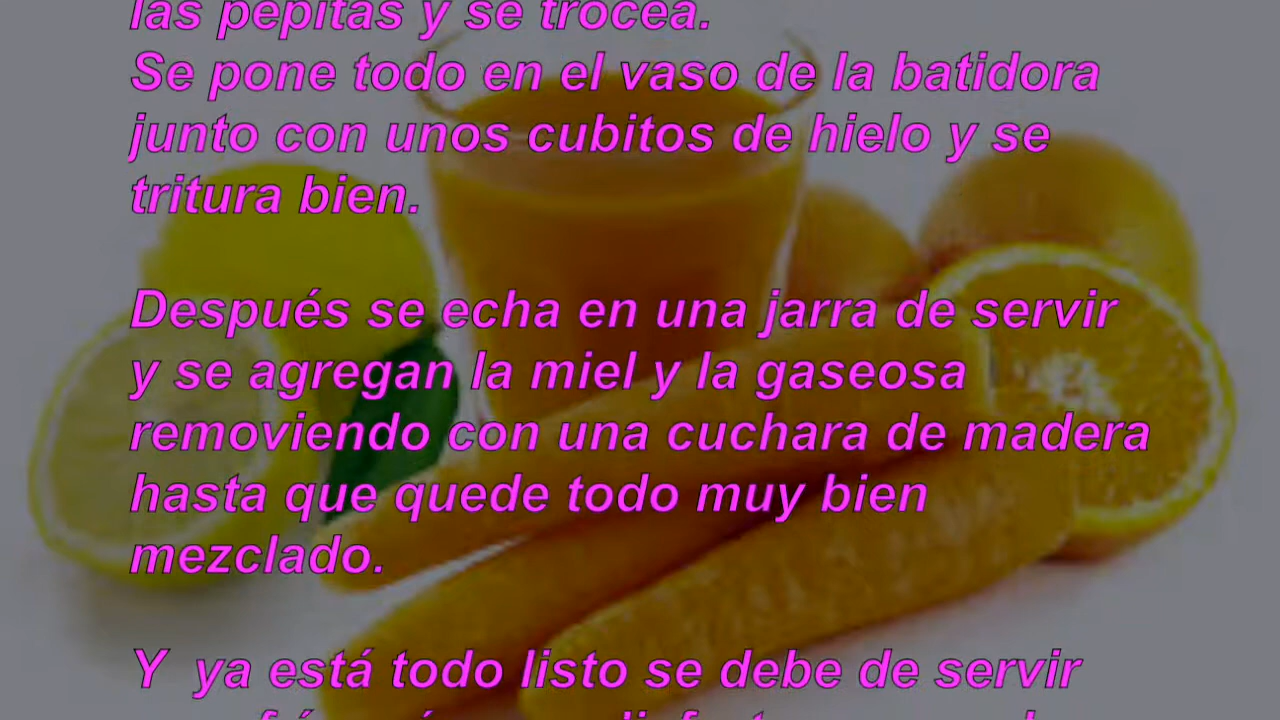 las pepitas y se trocea.
Se pone todo en el vaso de la batidora
junto con unos cubitos de hielo y se
tritura bien.
Después se echa en una jarra de servir
y se agregan la miel y la gaseosa
removiendo con una cuchara de madera
hasta que quede todo muy bien
mezclado.
Y  ya está todo listo se debe de servir